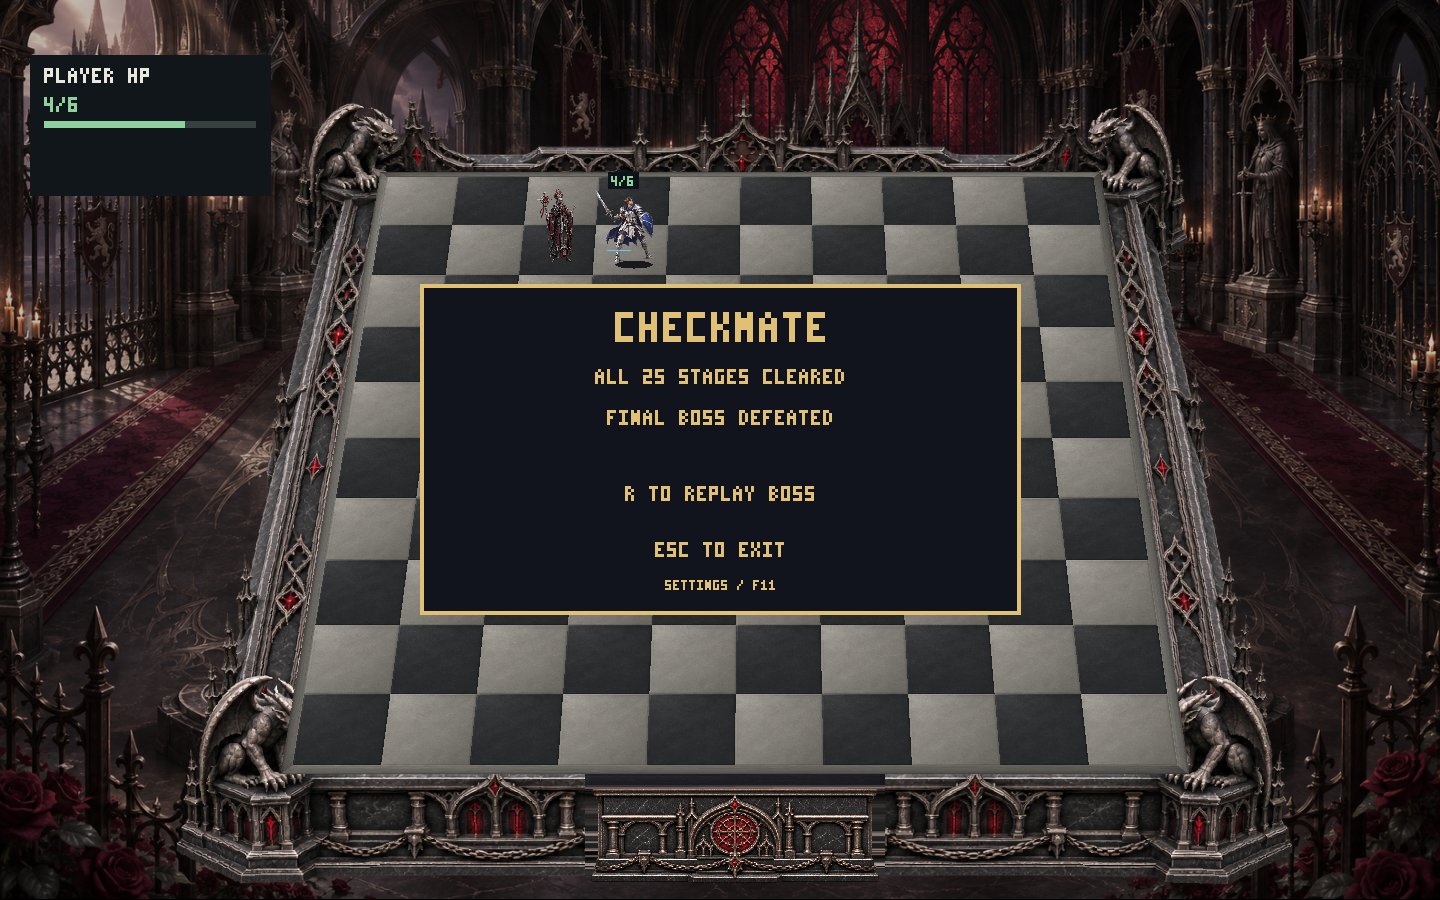 PLAYER HP
4/6
4/6
CHECKMATE
ALL 25 STAGES CLEARED
FINAL BOSS DEFEATED
R TO REPLAY BOSS
ESC TO EXIT
SETTINGS / F11